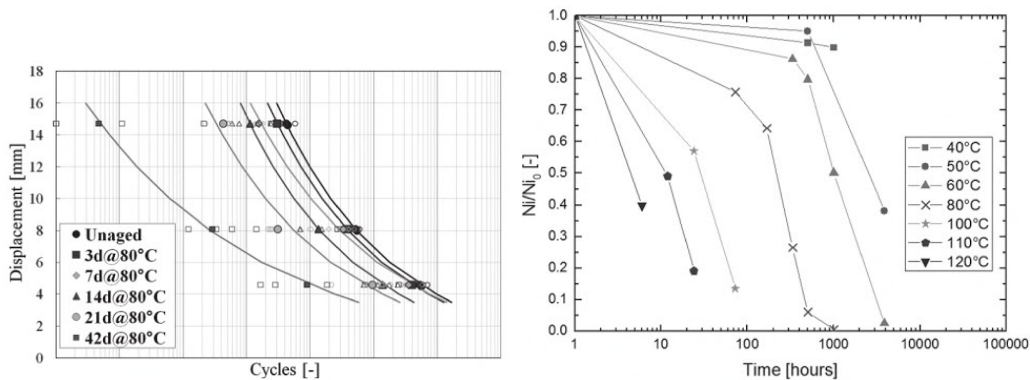 18
16
14
12
10
8
6
4
2
0
Displacement [mm]
Cycles [-]
Unaged
3d@80°C
7d@80°C
14d@80°C
21d@80°C
42d@80°C
1.0
0.9
0.8
0.7
0.6
0.5
0.4
0.3
0.2
0.1
0.0
Ni/Ni₀ [-]
1 10 100 1000 10000 100000
Time [hours]
40°C
50°C
60°C
80°C
100°C
110°C
120°C